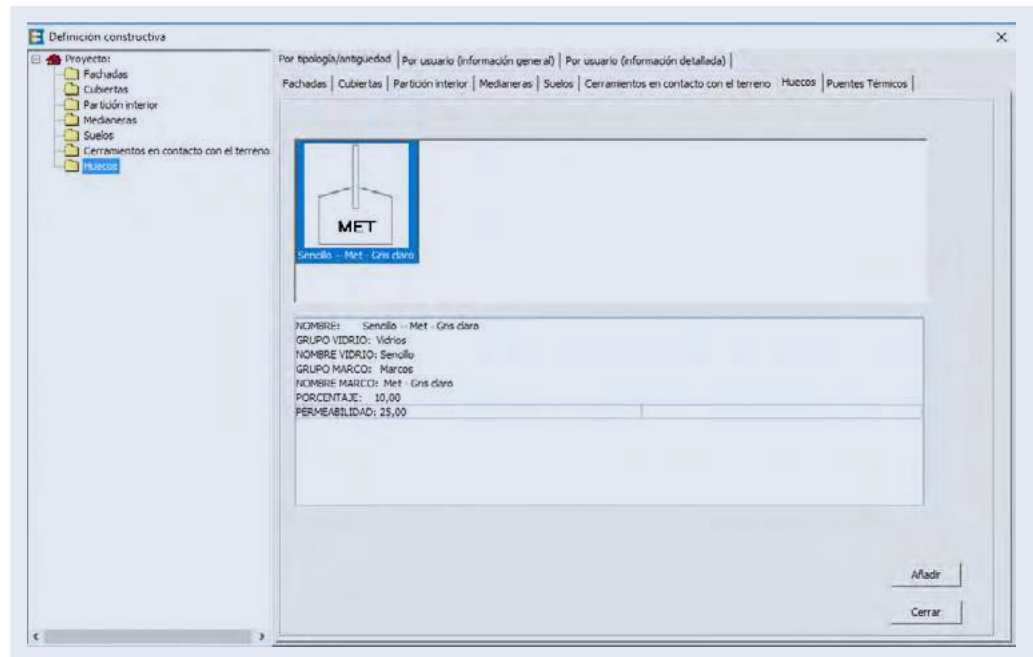 Definición constructiva
Proyecto:
Fachadas
Cubiertas
Partición interior
Medianeras
Suelos
Cerramientos en contacto con el terreno
Huecos
Por tipología/antigüedad | Por usuario (información general) | Por usuario (información detallada) |
Fachadas | Cubiertas | Partición interior | Medianeras | Suelos | Cerramientos en contacto con el terreno | Huecos | Puentes Térmicos |
MET
Sencillo -- Met - Gris claro
NOMBRE: Sencillo -- Met - Gris claro
GRUPO VIDRIO: Vidrios
NOMBRE VIDRIO: Sencillo
GRUPO MARCO: Marcos
NOMBRE MARCO: Met - Gris claro
PORCENTAJE: 10,00
PERMEABILIDAD: 25,00
Añadir
Cerrar